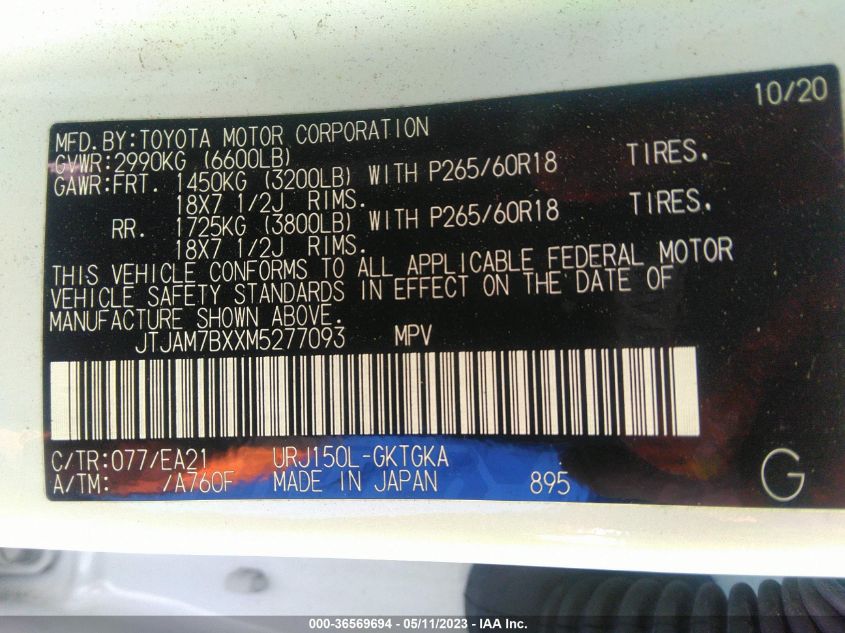 10/20
MFD.BY:TOYOTA MOTOR CORPORATION
GVWR:2990KG (6600LB)
GAWR:FRT. 1450KG (3200LB) WITH P265/60R18 TIRES.
18X7 1/2J RIMS.
RR. 1725KG (3800LB) WITH P265/60R18 TIRES.
18X7 1/2J RIMS.
THIS VEHICLE CONFORMS TO ALL APPLICABLE FEDERAL MOTOR
VEHICLE SAFETY STANDARDS IN EFFECT ON THE DATE OF
MANUFACTURE SHOWN ABOVE.
JTJAM7BXXM5277093 MPV
C/TR:077/EA21 URJ150L-GKTGKA
A/TM: /A760F MADE IN JAPAN 895 G
000-36569694 - 05/11/2023 - IAA Inc.